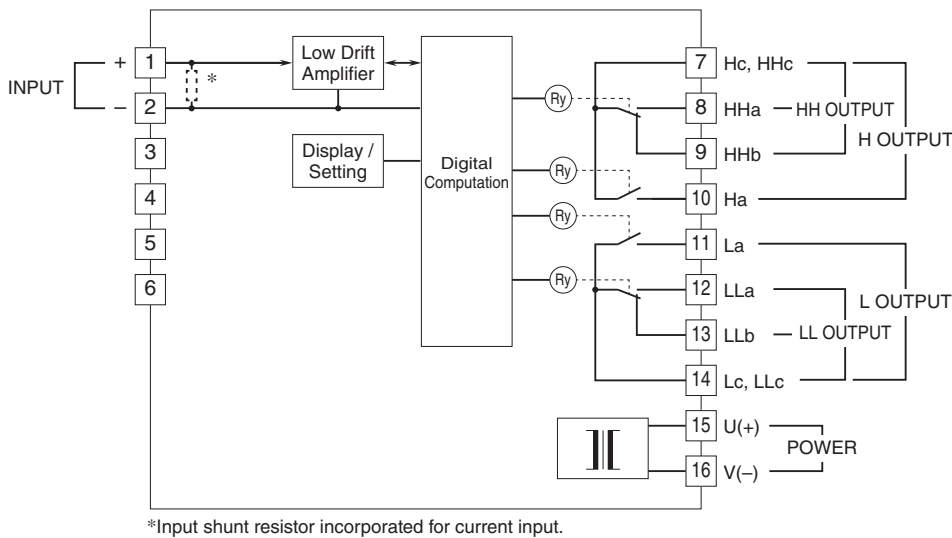 INPUT
+
−
1
2
3
4
5
6
*
Low Drift
Amplifier
Display /
Setting
Digital
Computation
Ry
Ry
Ry
Ry
7 Hc, HHc
8 HHa
9 HHb
10 Ha
11 La
12 LLa
13 LLb
14 Lc, LLc
15 U(+)
16 V(–)
HH OUTPUT
H OUTPUT
L OUTPUT
LL OUTPUT
POWER
*Input shunt resistor incorporated for current input.